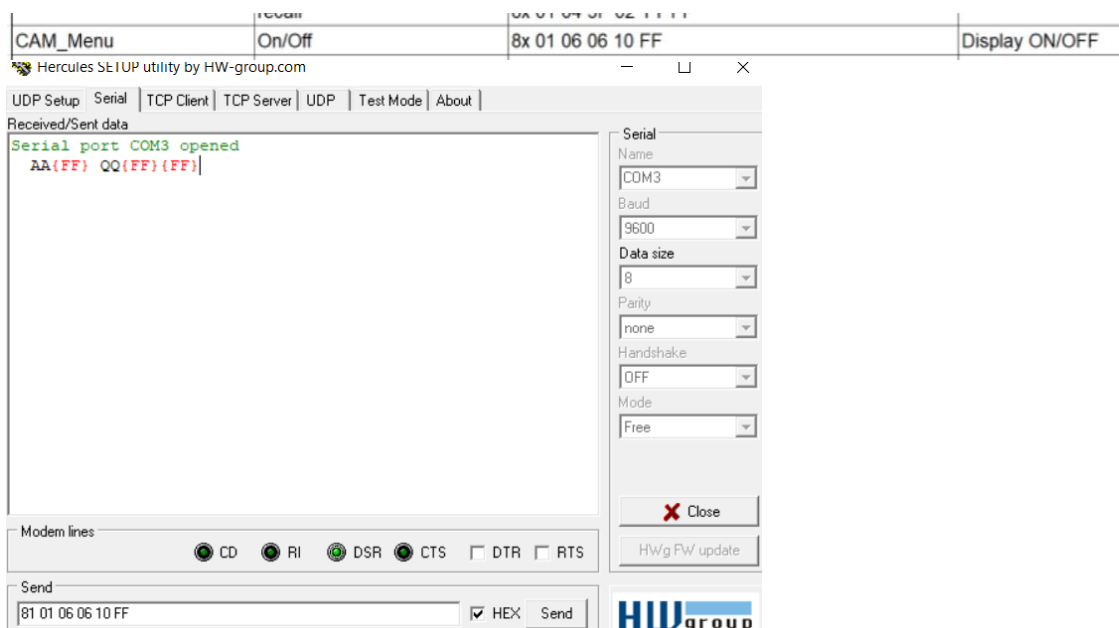 CAM_Menu On/Off 8x 01 06 06 10 FF Display ON/OFF
Hercules SETUP utility by HW-group.com
UDP Setup Serial TCP Client TCP Server UDP Test Mode About
Received/Sent data
Serial port COM3 opened
AA{FF} QQ{FF}{FF}
Serial
Name
COM3
Baud
9600
Data size
8
Parity
none
Handshake
OFF
Mode
Free
Close
HWg FW update
Modem lines
CD RI DSR CTS DTR RTS
Send
81 01 06 06 10 FF HEX Send
HW group